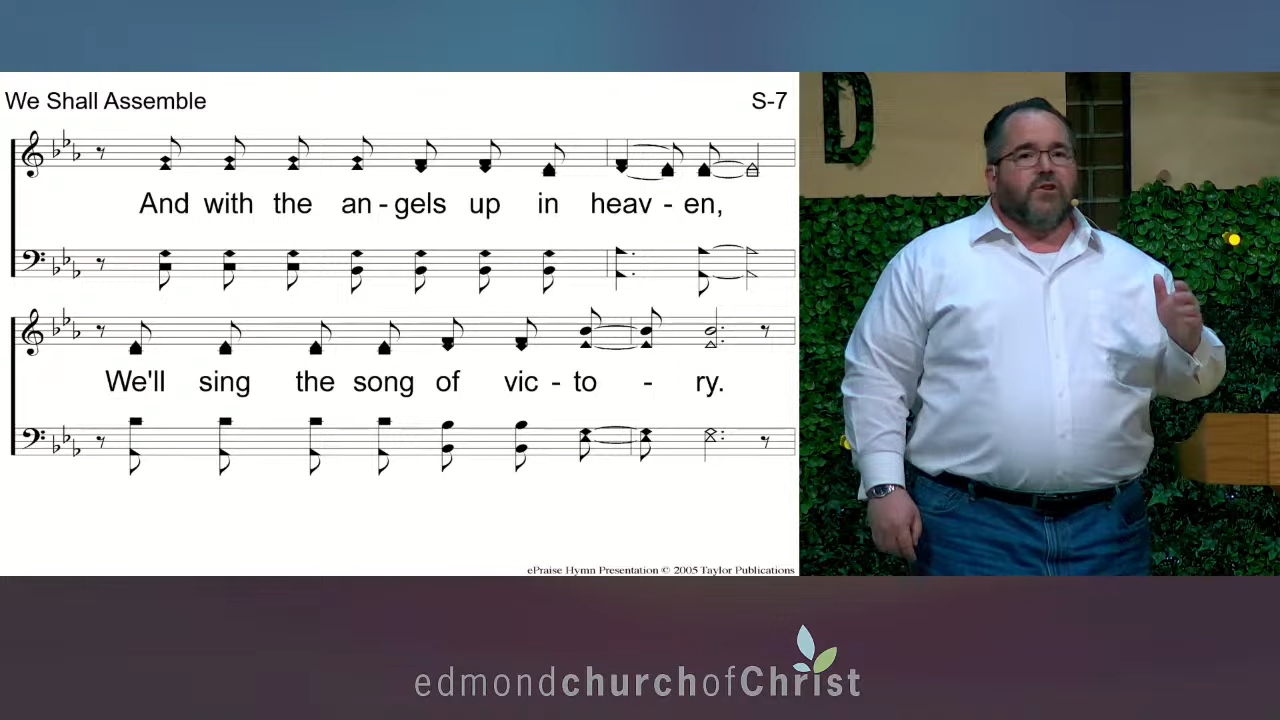 We Shall Assemble
S-7
And with the an - gels up in heav - en,
We'll sing the song of vic - to - ry.
ePraise Hymn Presentation © 2005 Taylor Publications
D
edmondchurchofChrist